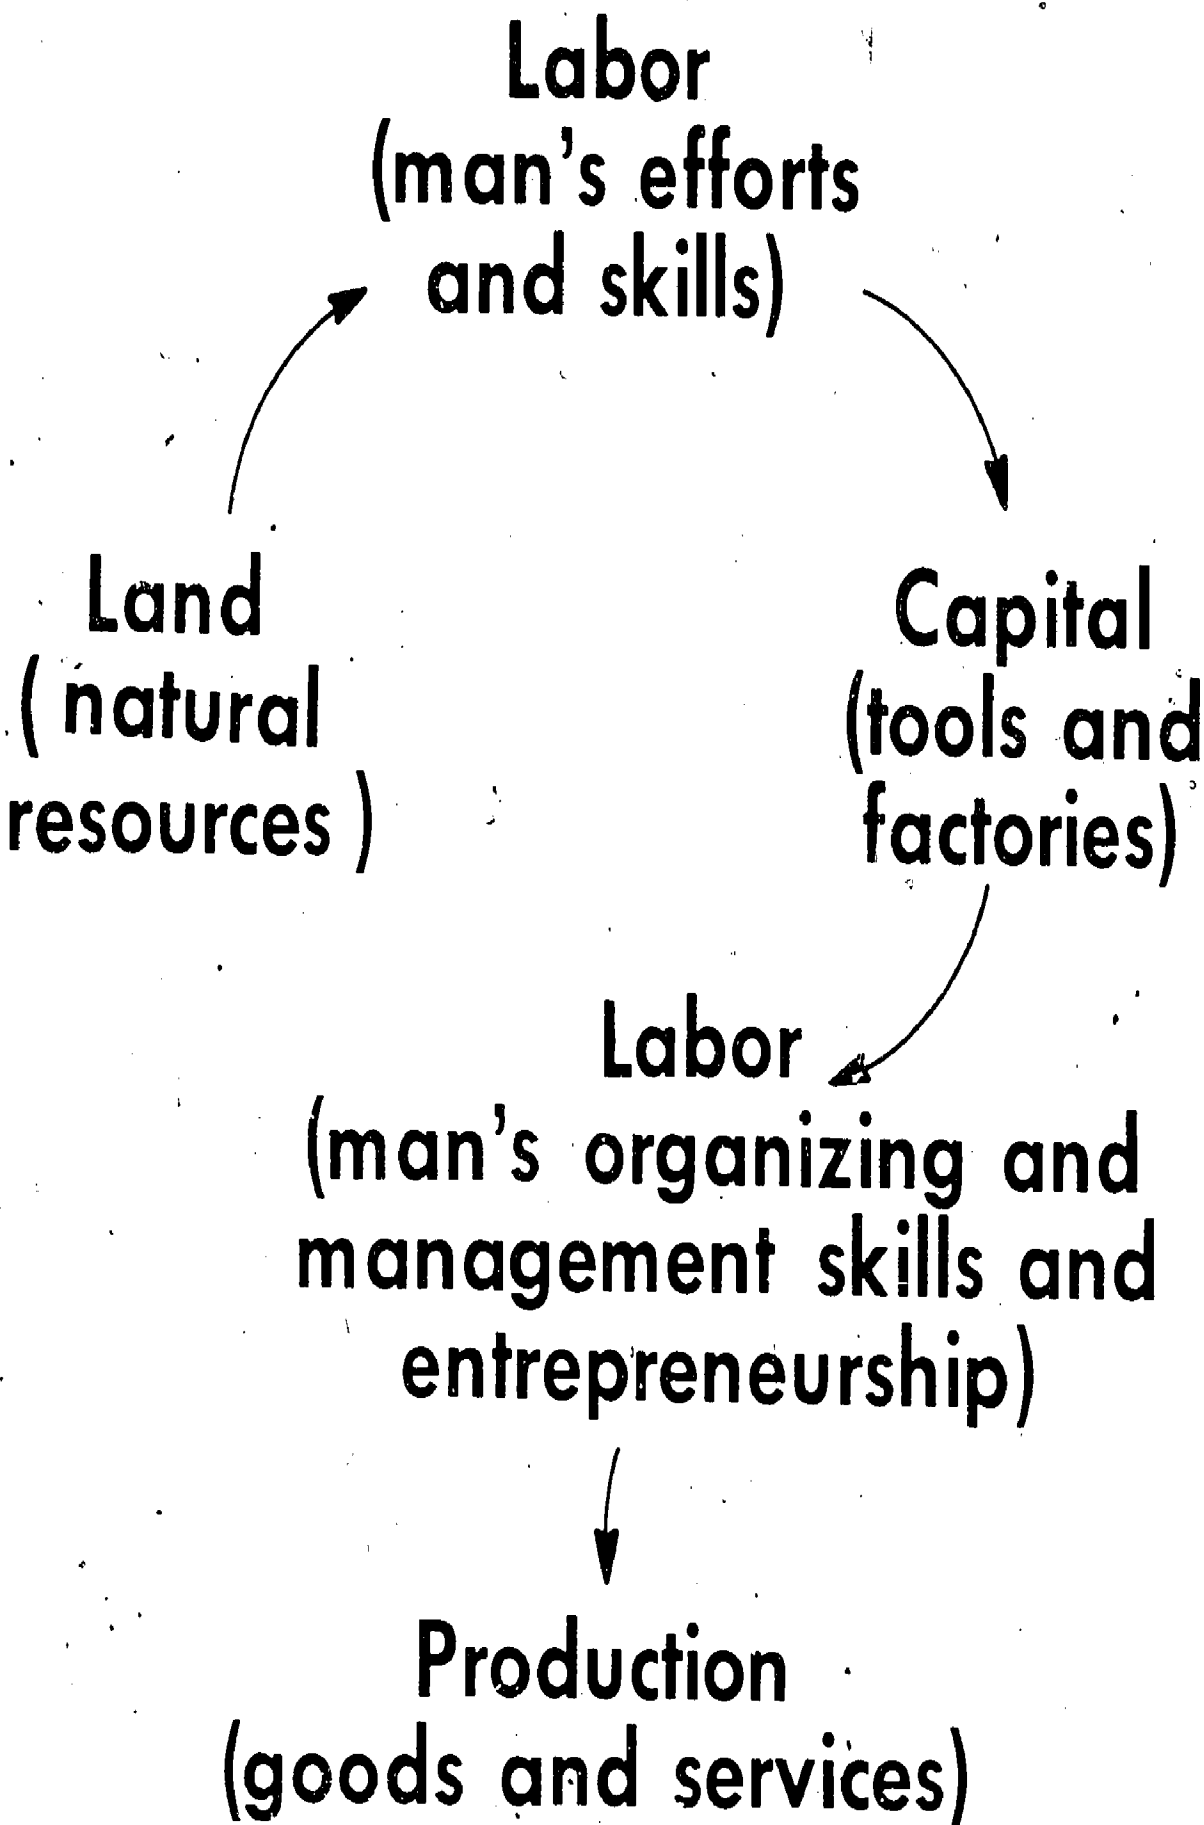 Labor
(man's efforts
and skills)
Land
( natural
resources )
Capital
(tools and
factories)
Labor
(man's organizing and
management skills and
entrepreneurship)
Production
(goods and services)